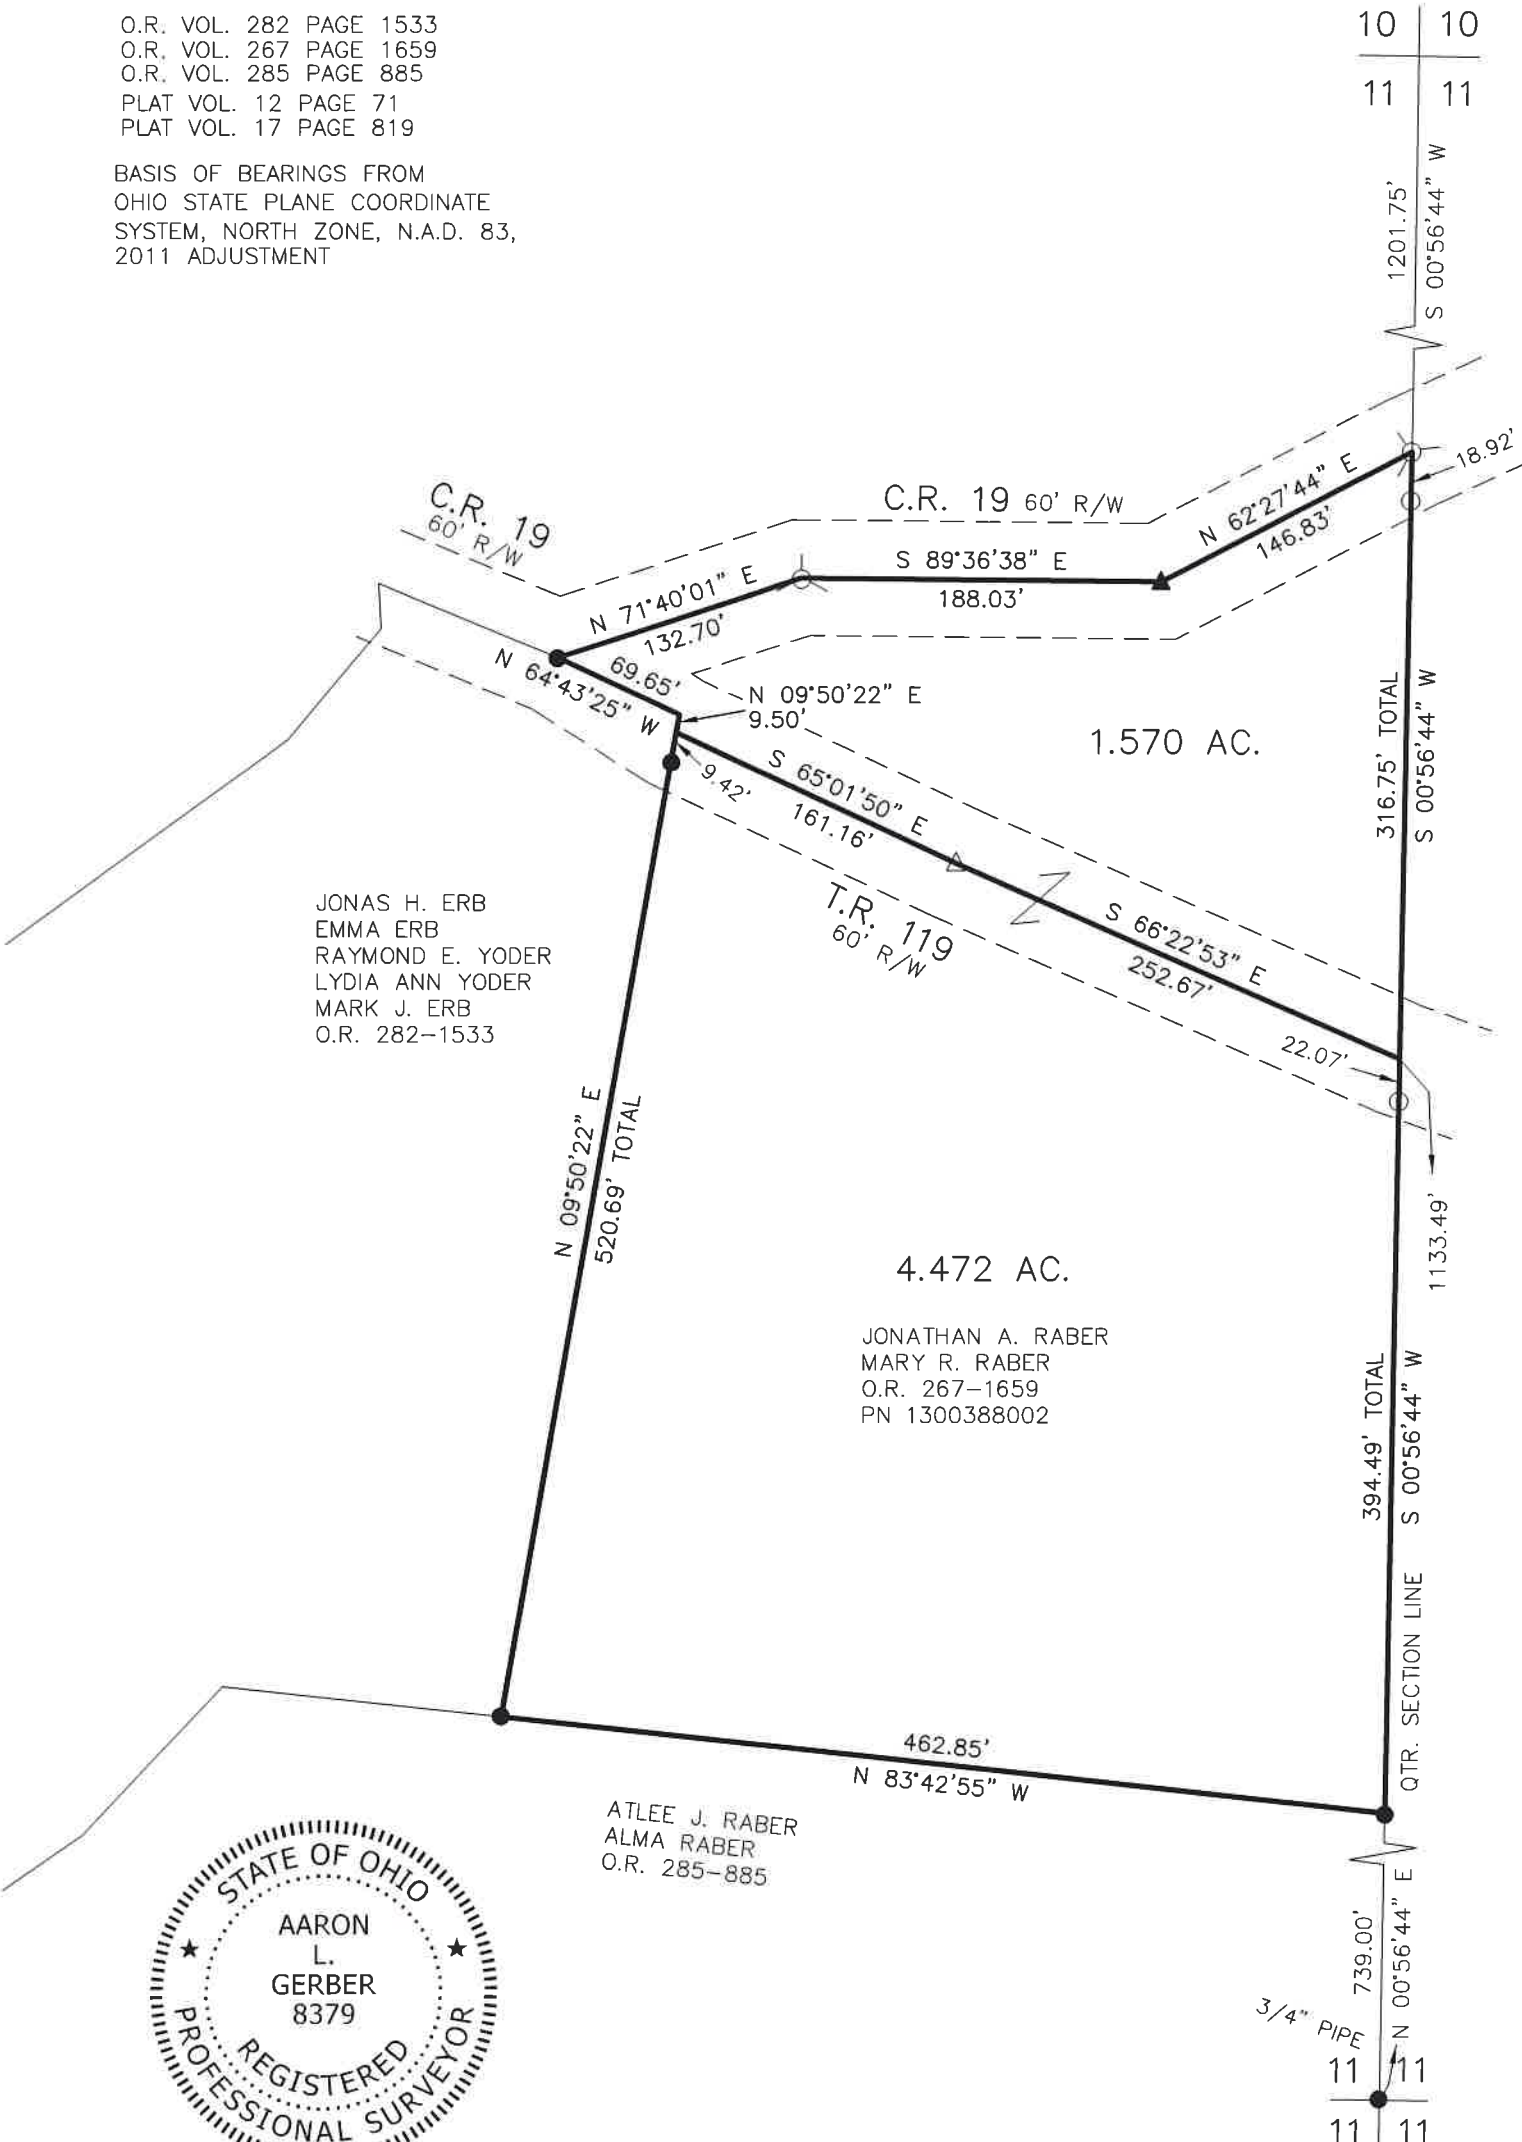 O.R. VOL. 282 PAGE 1533
O.R. VOL. 267 PAGE 1659
O.R. VOL. 285 PAGE 885
PLAT VOL. 12 PAGE 71
PLAT VOL. 17 PAGE 819
BASIS OF BEARINGS FROM
OHIO STATE PLANE COORDINATE
SYSTEM, NORTH ZONE, N.A.D. 83,
2011 ADJUSTMENT
10 10
11 11
1201.75'
S 00°56'44" W
18.92'
C.R. 19
60' R/W
C.R. 19 60' R/W
N 62°27'44" E
146.83'
S 89°36'38" E
188.03'
N 71°40'01" E
132.70'
69.65'
N 64°43'25" W
N 09°50'22" E
9.50'
9.42'
1.570 AC.
316.75' TOTAL
S 00°56'44" W
S 65°01'50" E
161.16'
T.R. 119
60' R/W
S 66°22'53" E
252.67'
22.07'
1133.49'
JONAS H. ERB
EMMA ERB
RAYMOND E. YODER
LYDIA ANN YODER
MARK J. ERB
O.R. 282-1533
N 09°50'22" E
520.69' TOTAL
4.472 AC.
JONATHAN A. RABER
MARY R. RABER
O.R. 267-1659
PN 1300388002
394.49' TOTAL
S 00°56'44" W
QTR. SECTION LINE
462.85'
N 83°42'55" W
ATLEE J. RABER
ALMA RABER
O.R. 285-885
STATE OF OHIO
AARON
L.
GERBER
8379
REGISTERED
PROFESSIONAL SURVEYOR
739.00'
N 00°56'44" E
3/4" PIPE
11 11
11 11